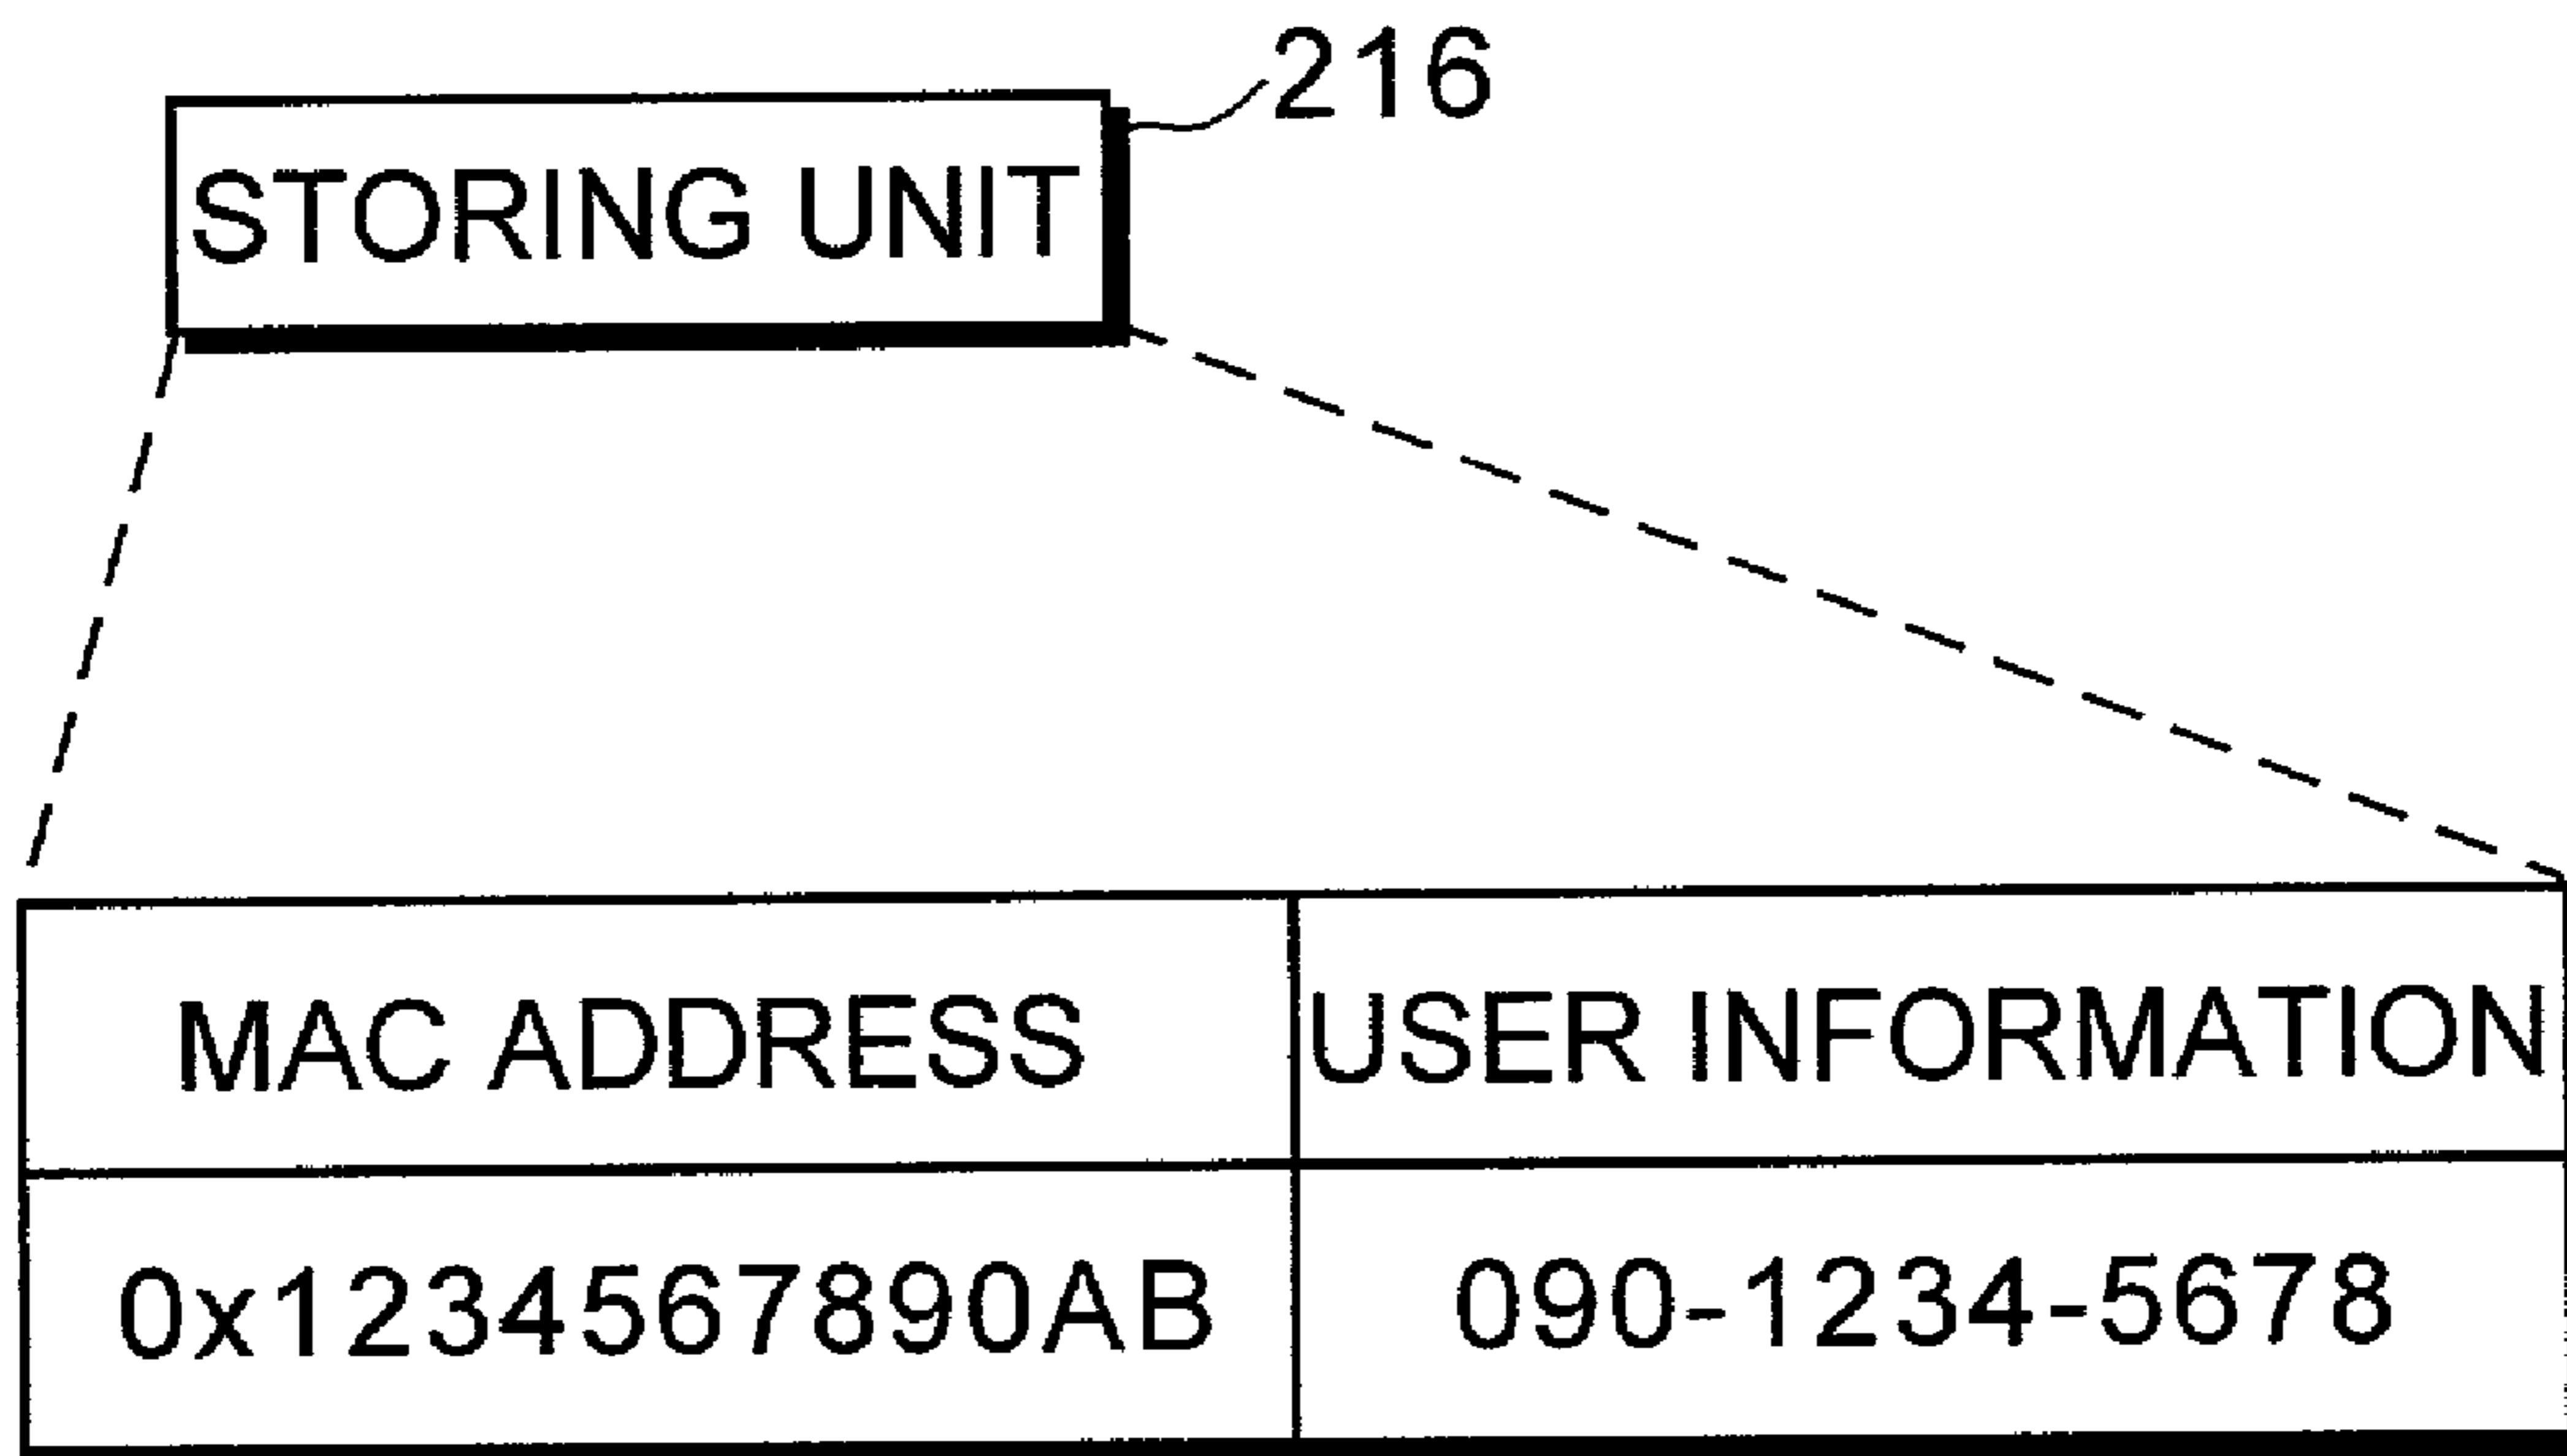 216
STORING UNIT
MAC ADDRESS USER INFORMATION
0x1234567890AB 090-1234-5678